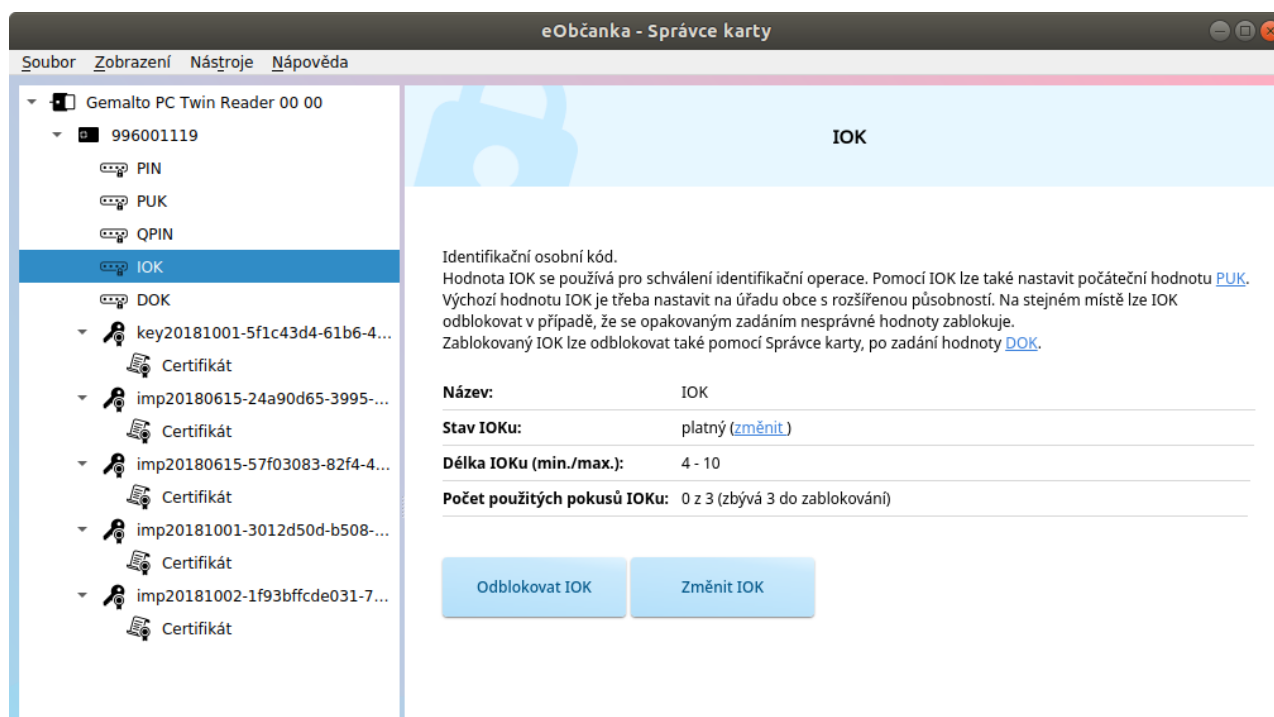 eObčanka - Správce karty
Soubor Zobrazení Nástroje Nápověda
Gemalto PC Twin Reader 00 00
996001119
PIN
PUK
QPIN
IOK
DOK
key20181001-5f1c43d4-61b6-4...
Certifikát
imp20180615-24a90d65-3995-...
Certifikát
imp20180615-57f03083-82f4-4...
Certifikát
imp20181001-3012d50d-b508-...
Certifikát
imp20181002-1f93bffcde031-7...
Certifikát
IOK
Identifikační osobní kód.
Hodnota IOK se používá pro schválení identifikační operace. Pomocí IOK lze také nastavit počáteční hodnotu PUK.
Výchozí hodnotu IOK je třeba nastavit na úřadu obce s rozšířenou působností. Na stejném místě lze IOK
odblokovat v případě, že se opakovaným zadáním nesprávné hodnoty zablokuje.
Zablokovaný IOK lze odblokovat také pomocí Správce karty, po zadání hodnoty DOK.
Název: IOK
Stav IOKu: platný (změnit )
Délka IOKu (min./max.): 4 - 10
Počet použitých pokusů IOKu: 0 z 3 (zbývá 3 do zablokování)
Odblokovat IOK Změnit IOK